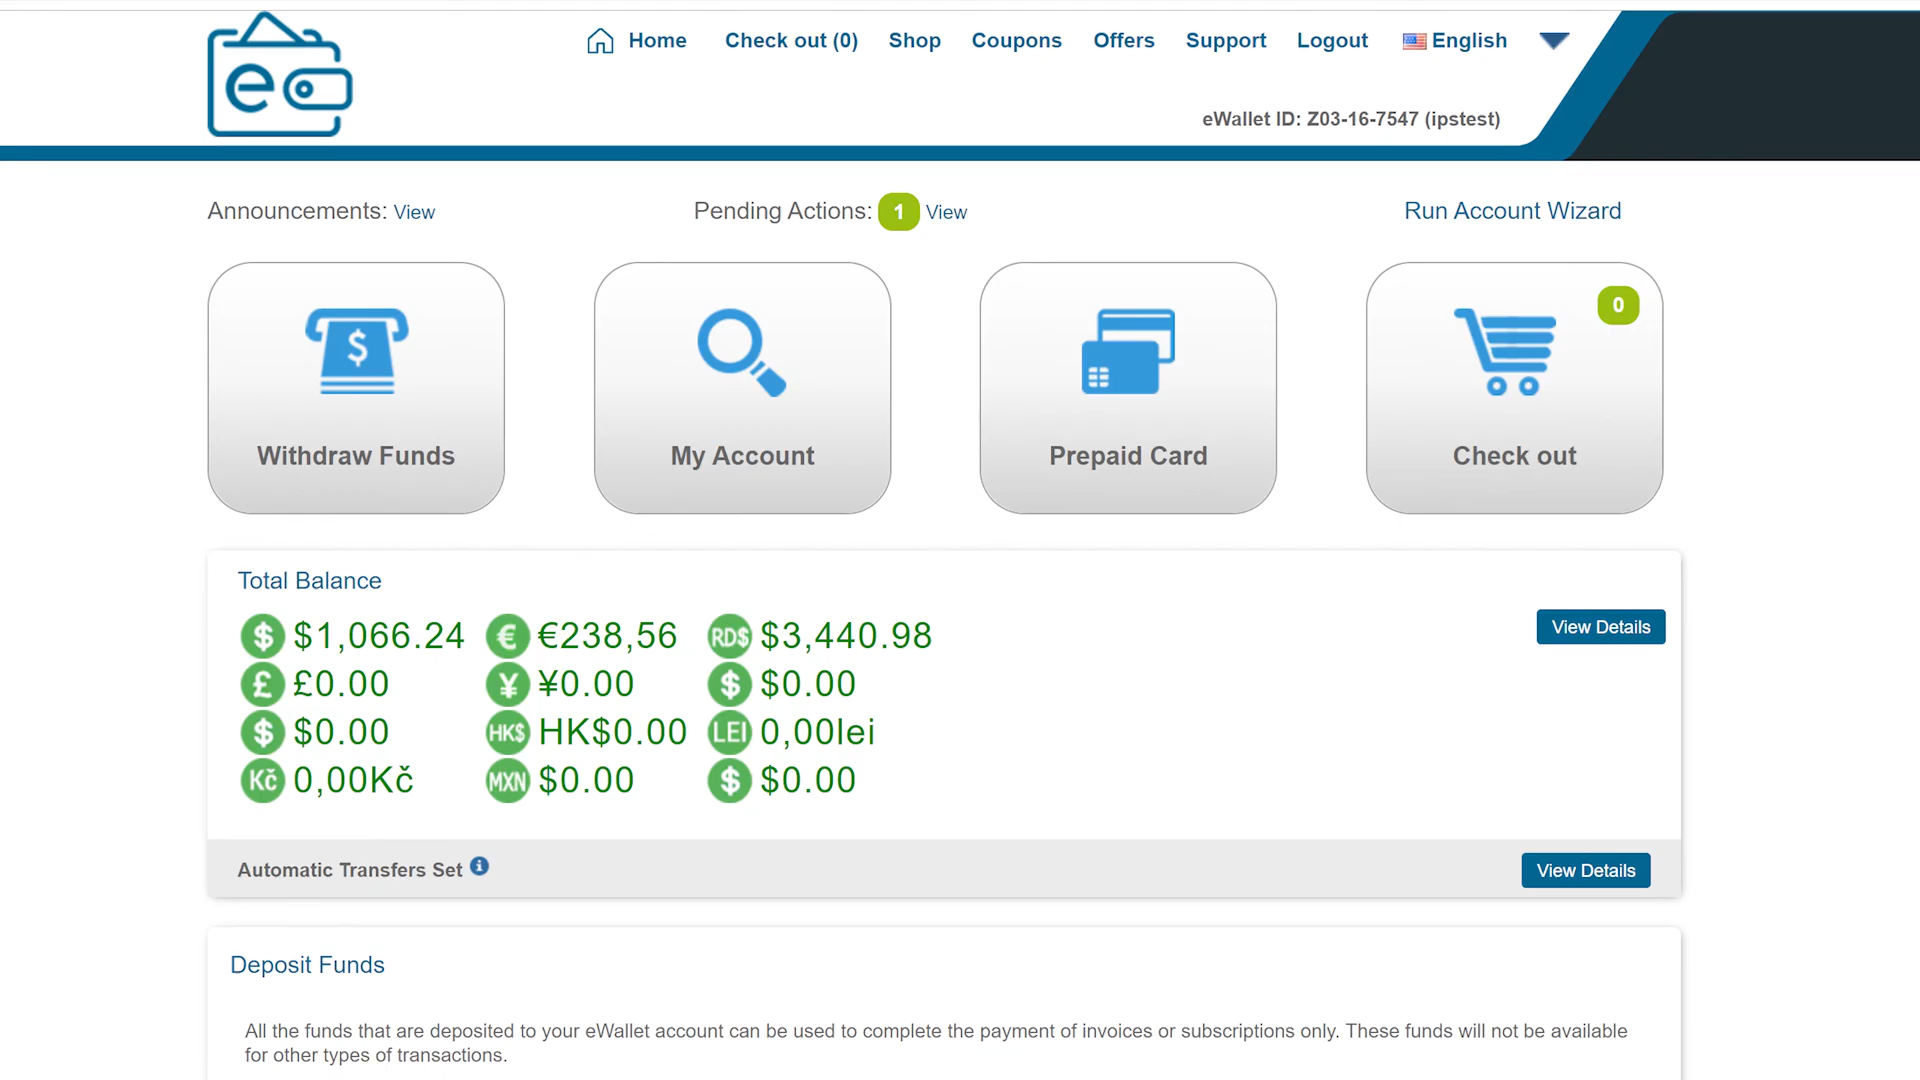 e
Home Check out (0) Shop Coupons Offers Support Logout English
eWallet ID: Z03-16-7547 (ipstest)
Announcements: View Pending Actions: 1 View Run Account Wizard
0
$
Withdraw Funds My Account Prepaid Card Check out
Total Balance
$ $1,066.24 € €238,56 RD$ $3,440.98
View Details
£ £0.00 ¥ ¥0.00 $ $0.00
$ $0.00 HK$ HK$0.00 LEI 0,00lei
Kč 0,00Kč MXN $0.00 $ $0.00
Automatic Transfers Set i View Details
Deposit Funds
All the funds that are deposited to your eWallet account can be used to complete the payment of invoices or subscriptions only. These funds will not be available
for other types of transactions.